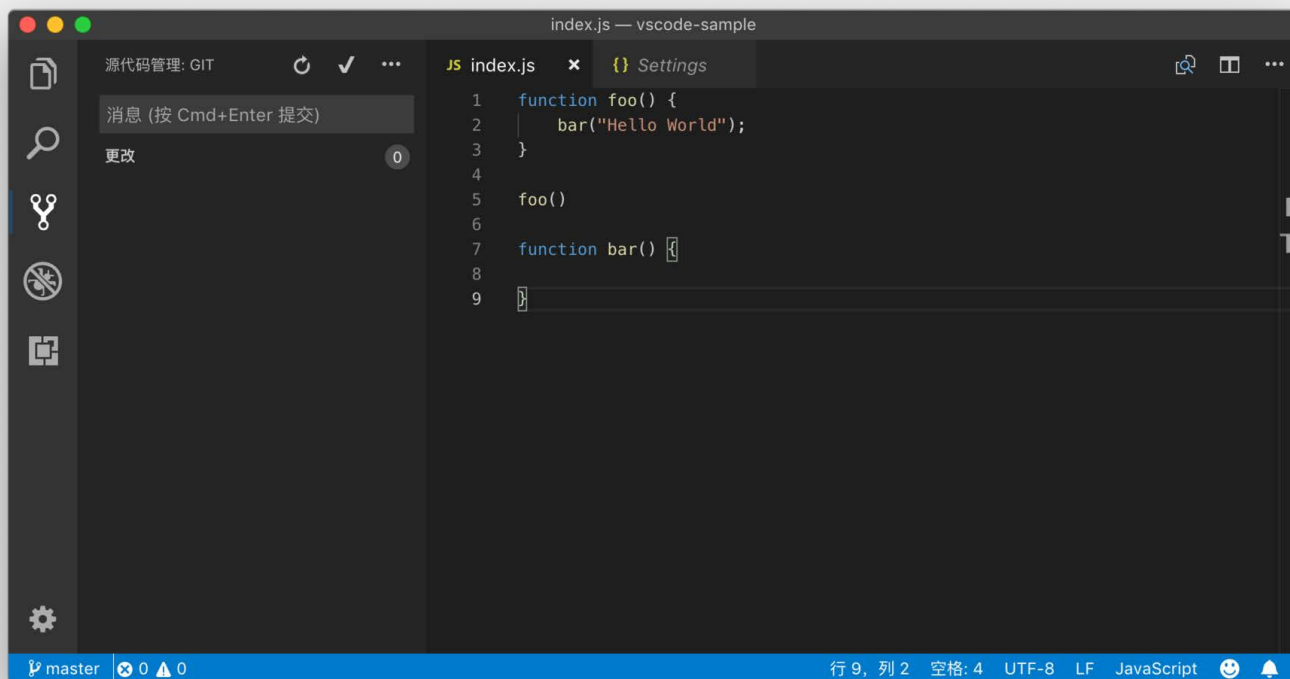 index.js — vscode-sample
源代码管理: GIT
消息 (按 Cmd+Enter 提交)
更改 0
JS index.js × {} Settings
1 function foo() {
2     bar("Hello World");
3 }
4
5 foo()
6
7 function bar() {
8
9 }
master 0 0 行 9, 列 2 空格: 4 UTF-8 LF JavaScript